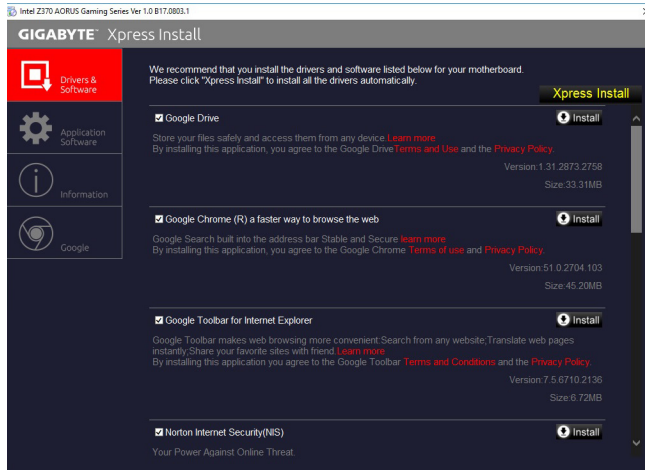 Intel Z370 AORUS Gaming Series Ver 1.0 B17.0803.1
GIGABYTE™ Xpress Install
Drivers &
Software
Application
Software
Information
Google
We recommend that you install the drivers and software listed below for your motherboard.
Please click "Xpress Install" to install all the drivers automatically.
Xpress Install
Google Drive
Install
Store your files safely and access them from any device.Learn more
By installing this application, you agree to the Google DriveTerms and Use and the Privacy Policy.
Version:1.31.2873.2758
Size:33.31MB
Google Chrome (R) a faster way to browse the web
Install
Google Search built into the address bar Stable and Secure learn more
By installing this application, you agree to the Google Chrome Terms of use and Privacy Policy.
Version:51.0.2704.103
Size:45.20MB
Google Toolbar for Internet Explorer
Install
Google Toolbar makes web browsing more convenient:Search from any website;Translate web pages
instantly;Share your favorite sites with friend.Learn more
By installing this application you agree to the Google Toolbar Terms and Conditions and the Privacy Policy.
Version:7.5.6710.2136
Size:6.72MB
Norton Internet Security(NIS)
Install
Your Power Against Online Threat.